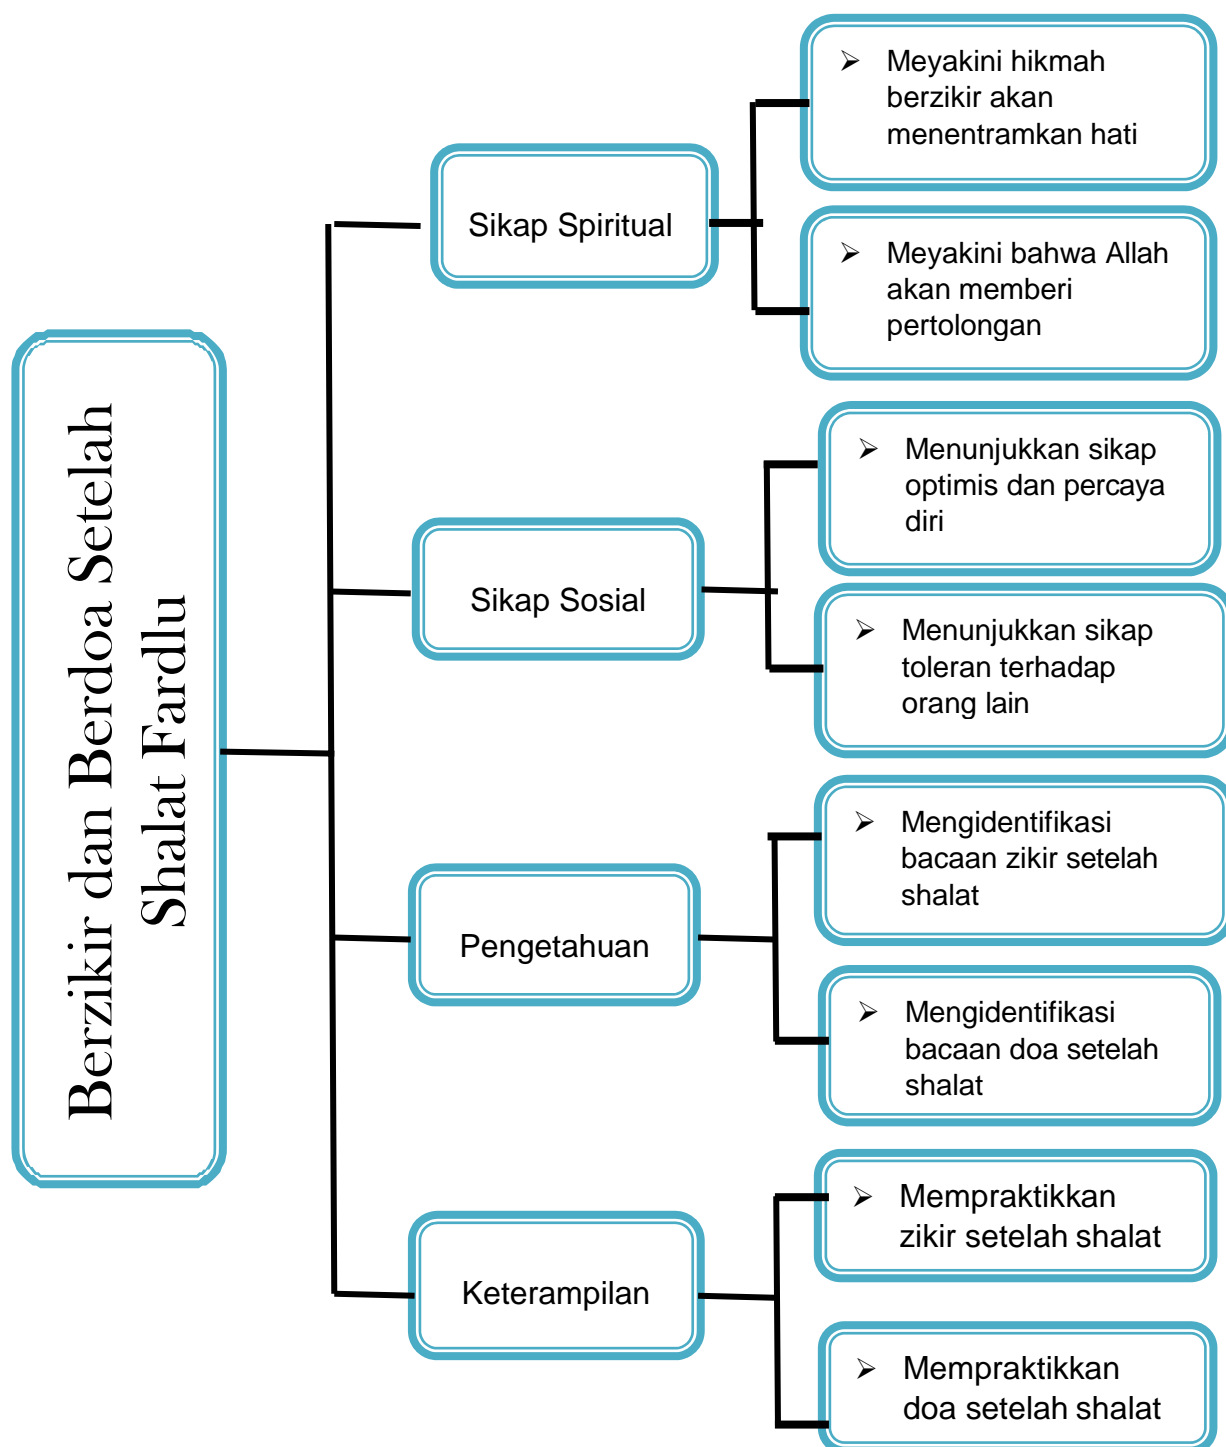 Berzikir dan Berdoa Setelah
Shalat Fardlu
Sikap Spiritual
➢ Meyakini hikmah
berzikir akan
menentramkan hati
➢ Meyakini bahwa Allah
akan memberi
pertolongan
Sikap Sosial
➢ Menunjukkan sikap
optimis dan percaya
diri
➢ Menunjukkan sikap
toleran terhadap
orang lain
Pengetahuan
➢ Mengidentifikasi
bacaan zikir setelah
shalat
➢ Mengidentifikasi
bacaan doa setelah
shalat
Keterampilan
➢ Mempraktikkan
zikir setelah shalat
➢ Mempraktikkan
doa setelah shalat